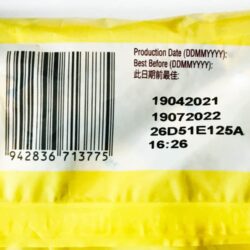 Production Date (DDMMYYYY):
Best Before (DDMMYYYY):
此日期前最佳:
19042021
19072022
26D51E125A
16:26
942836 713775